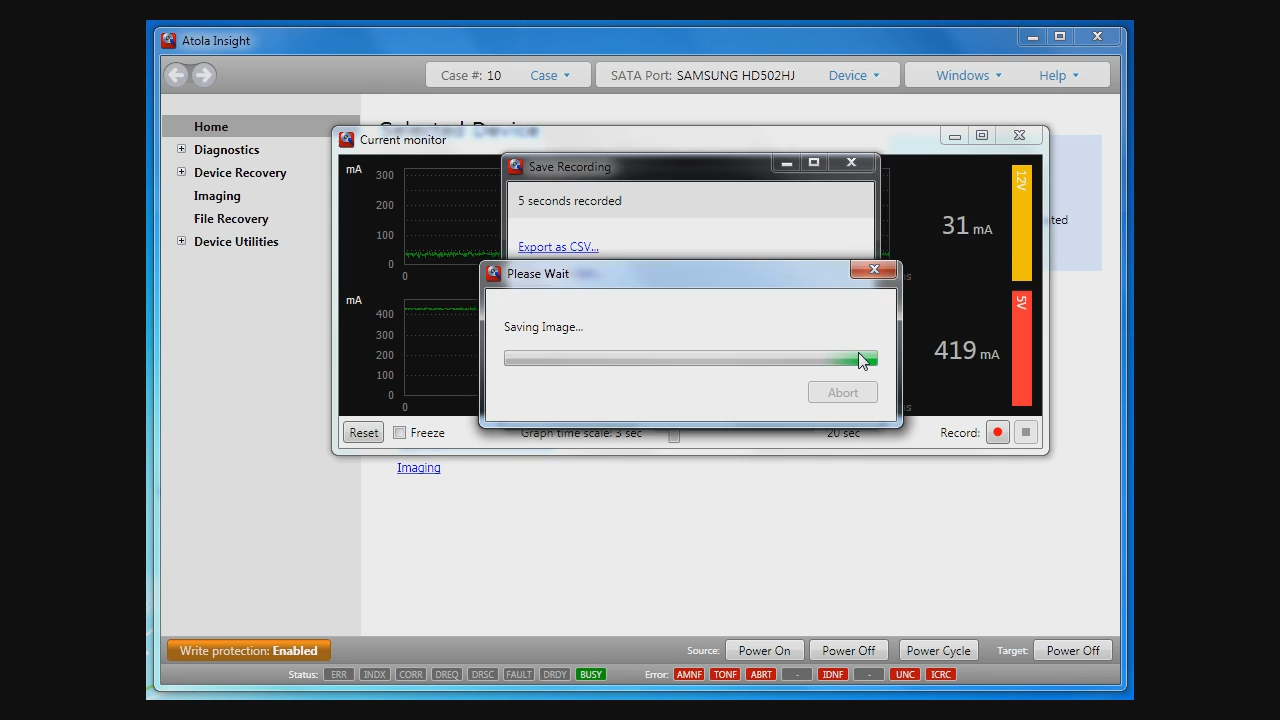 Atola Insight
Case #: 10 Case SATA Port: SAMSUNG HD502HJ Device Windows Help
Home
Diagnostics
Device Recovery
Imaging
File Recovery
Device Utilities
Selected Device
Current monitor
Save Recording
5 seconds recorded
Export as CSV...
mA
300
200
100
0
0
31 mA
12V
ted
Please Wait
Saving Image...
Abort
mA
400
300
200
100
0
0
419 mA
5V
Reset Freeze Graph time scale: 3 sec 20 sec Record:
Imaging
Write protection: Enabled Source: Power On Power Off Power Cycle Target: Power Off
Status: ERR INDX CORR DREQ DRSC FAULT DRDY BUSY Error: AMNF TONF ABRT - IDNF - UNC ICRC